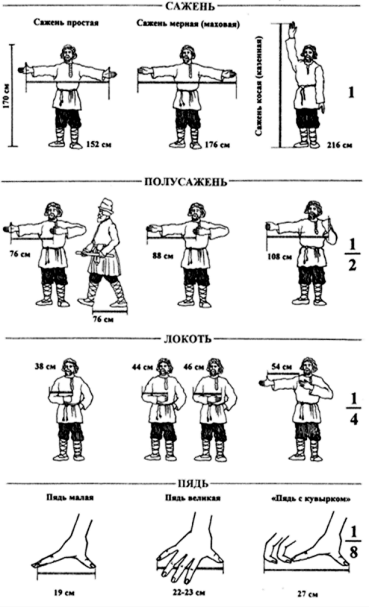 САЖЕНЬ
Сажень простая
Сажень мерная (маховая)
Сажень косая (казенная)
170 см
152 см
176 см
216 см
1
ПОЛУСАЖЕНЬ
76 см
76 см
88 см
108 см
1
2
ЛОКОТЬ
38 см
44 см
46 см
54 см
1
4
ПЯДЬ
Пядь малая
Пядь великая
«Пядь с кувырком»
1
8
19 см
22-23 см
27 см